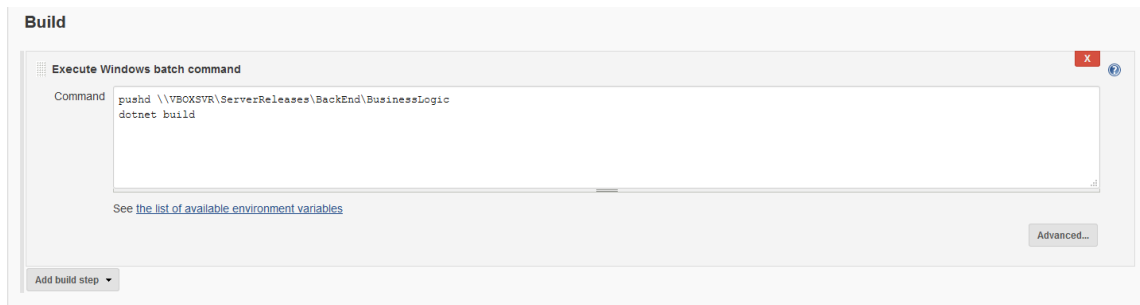 Build
Execute Windows batch command
X
Command
pushd \\VBOXSVR\ServerReleases\BackEnd\BusinessLogic
dotnet build
See the list of available environment variables
Advanced...
Add build step